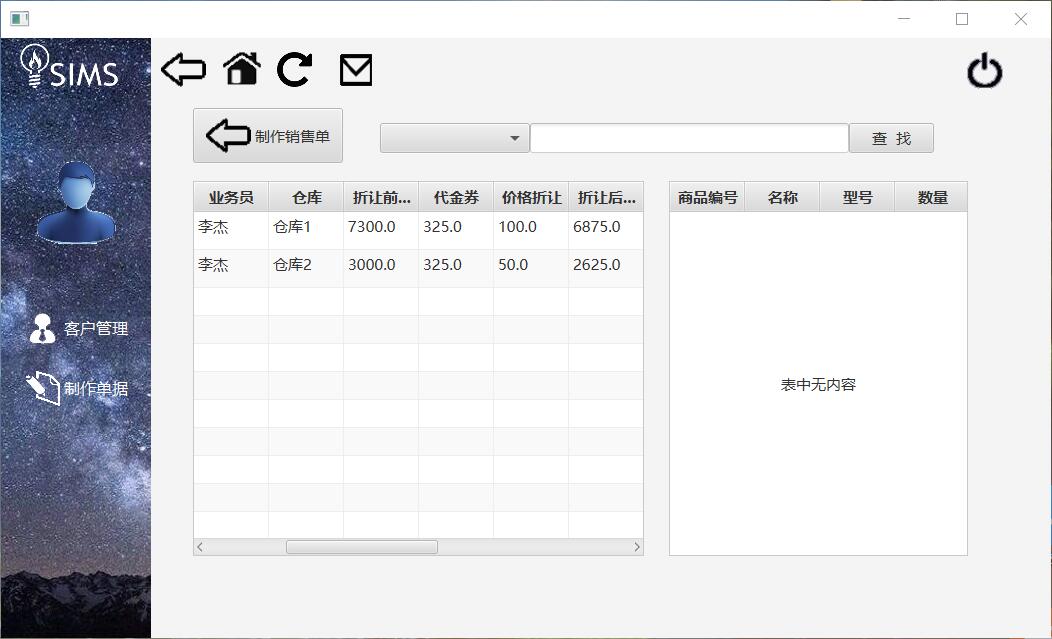 SIMS
客户管理
制作单据
制作销售单
查 找
业务员 仓库 折让前... 代金券 价格折让 折让后...
李杰 仓库1 7300.0 325.0 100.0 6875.0
李杰 仓库2 3000.0 325.0 50.0 2625.0
商品编号 名称 型号 数量
表中无内容